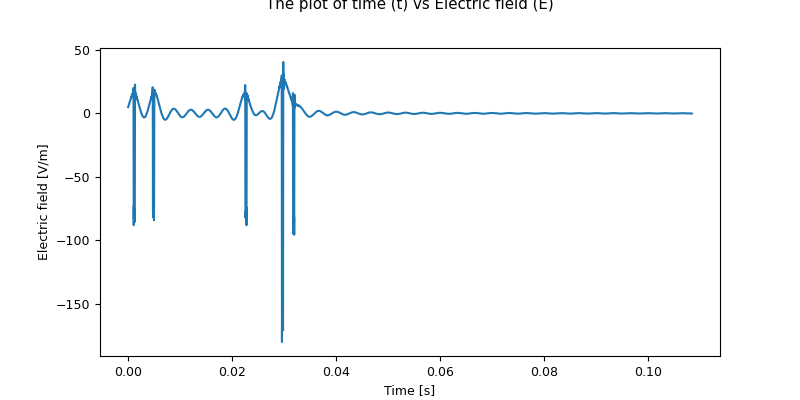 The plot of time (t) vs Electric field (E)
50
0
−50
−100
−150
Electric field [V/m]
0.00 0.02 0.04 0.06 0.08 0.10
Time [s]